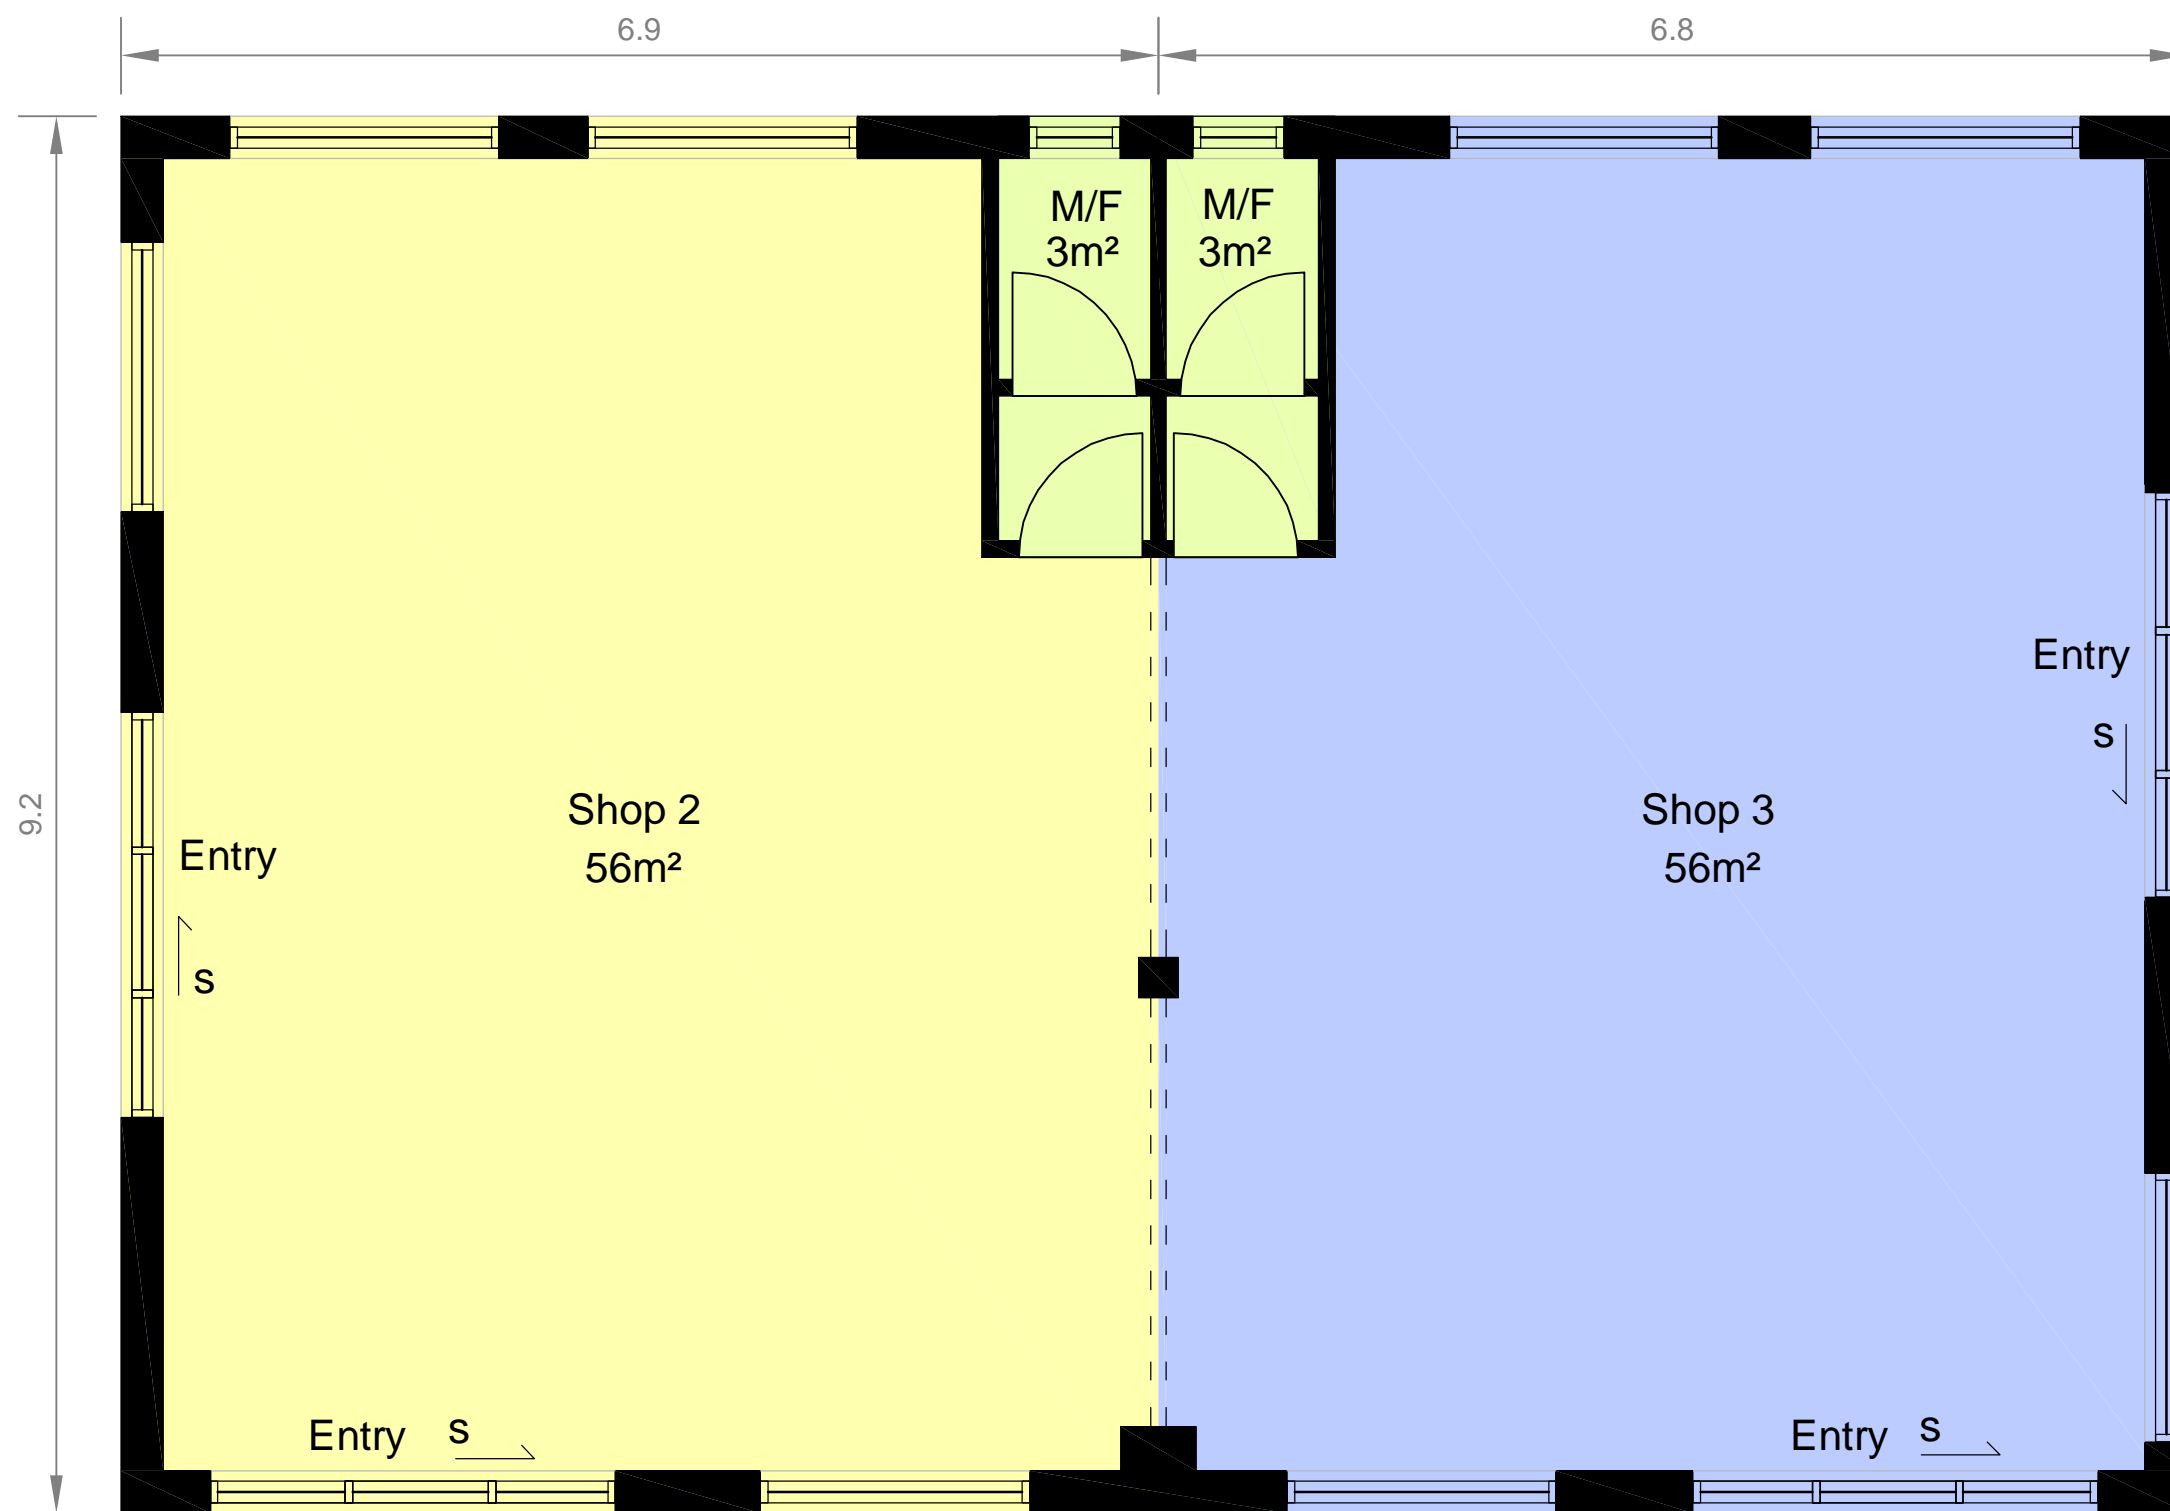 6.9
6.8
M/F
3m²
M/F
3m²
9.2
Shop 2
56m²
Shop 3
56m²
Entry
s
Entry
s
Entry s
Entry s